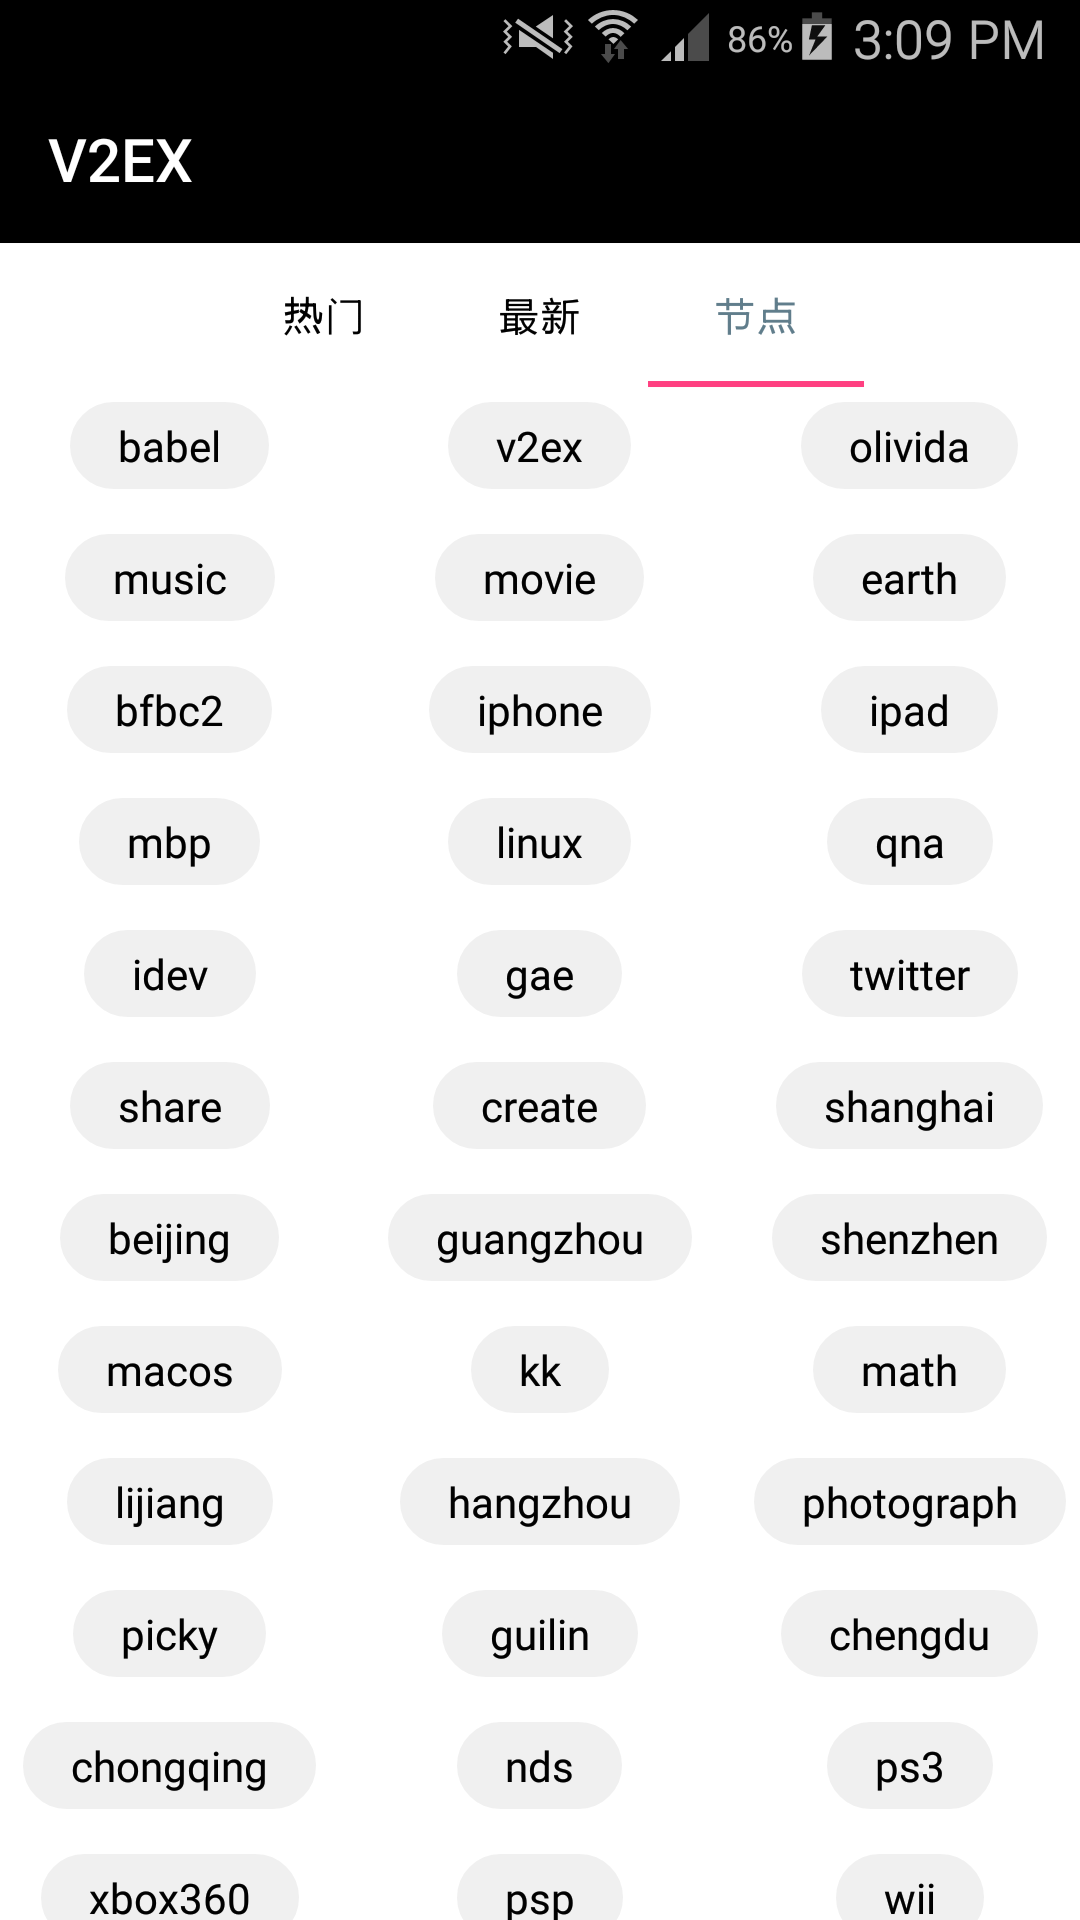 86% 3:09 PM
V2EX
热门 最新 节点
babel v2ex olivida
music movie earth
bfbc2 iphone ipad
mbp linux qna
idev gae twitter
share create shanghai
beijing guangzhou shenzhen
macos kk math
lijiang hangzhou photograph
picky guilin chengdu
chongqing nds ps3
xbox360 psp wii